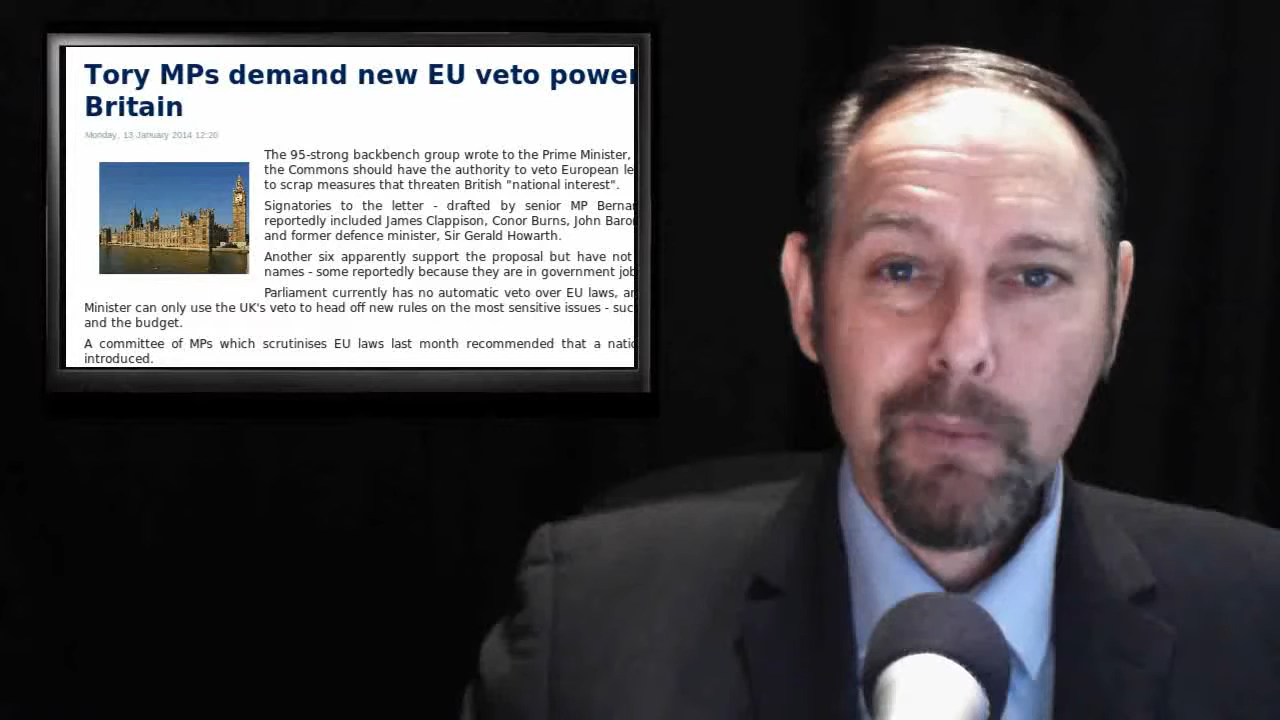 Tory MPs demand new EU veto power
Britain
Monday, 13 January 2014 12:20
The 95-strong backbench group wrote to the Prime Minister,
the Commons should have the authority to veto European le
to scrap measures that threaten British "national interest".
Signatories to the letter - drafted by senior MP Berna
reportedly included James Clappison, Conor Burns, John Baro
and former defence minister, Sir Gerald Howarth.
Another six apparently support the proposal but have not
names - some reportedly because they are in government job
Parliament currently has no automatic veto over EU laws, a
Minister can only use the UK's veto to head off new rules on the most sensitive issues - suc
and the budget.
A committee of MPs which scrutinises EU laws last month recommended that a natio
introduced.